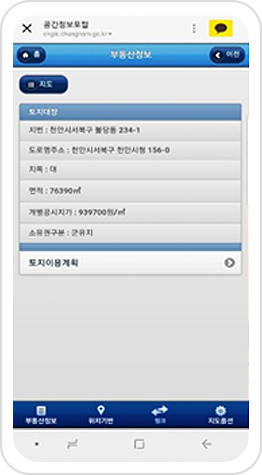 공간정보포털
cngis.chungnam.go.kr
홈
부동산정보
이전
지도
토지대장
지번 : 천안시서북구 불당동 234-1
도로명주소 : 천안시서북구 천안시청 156-0
지목 : 대
면적 : 76390㎡
개별공시지가 : 939700원/㎡
소유권구분 : 군유지
토지이용계획
부동산정보 위치기반 링크 지도옵션